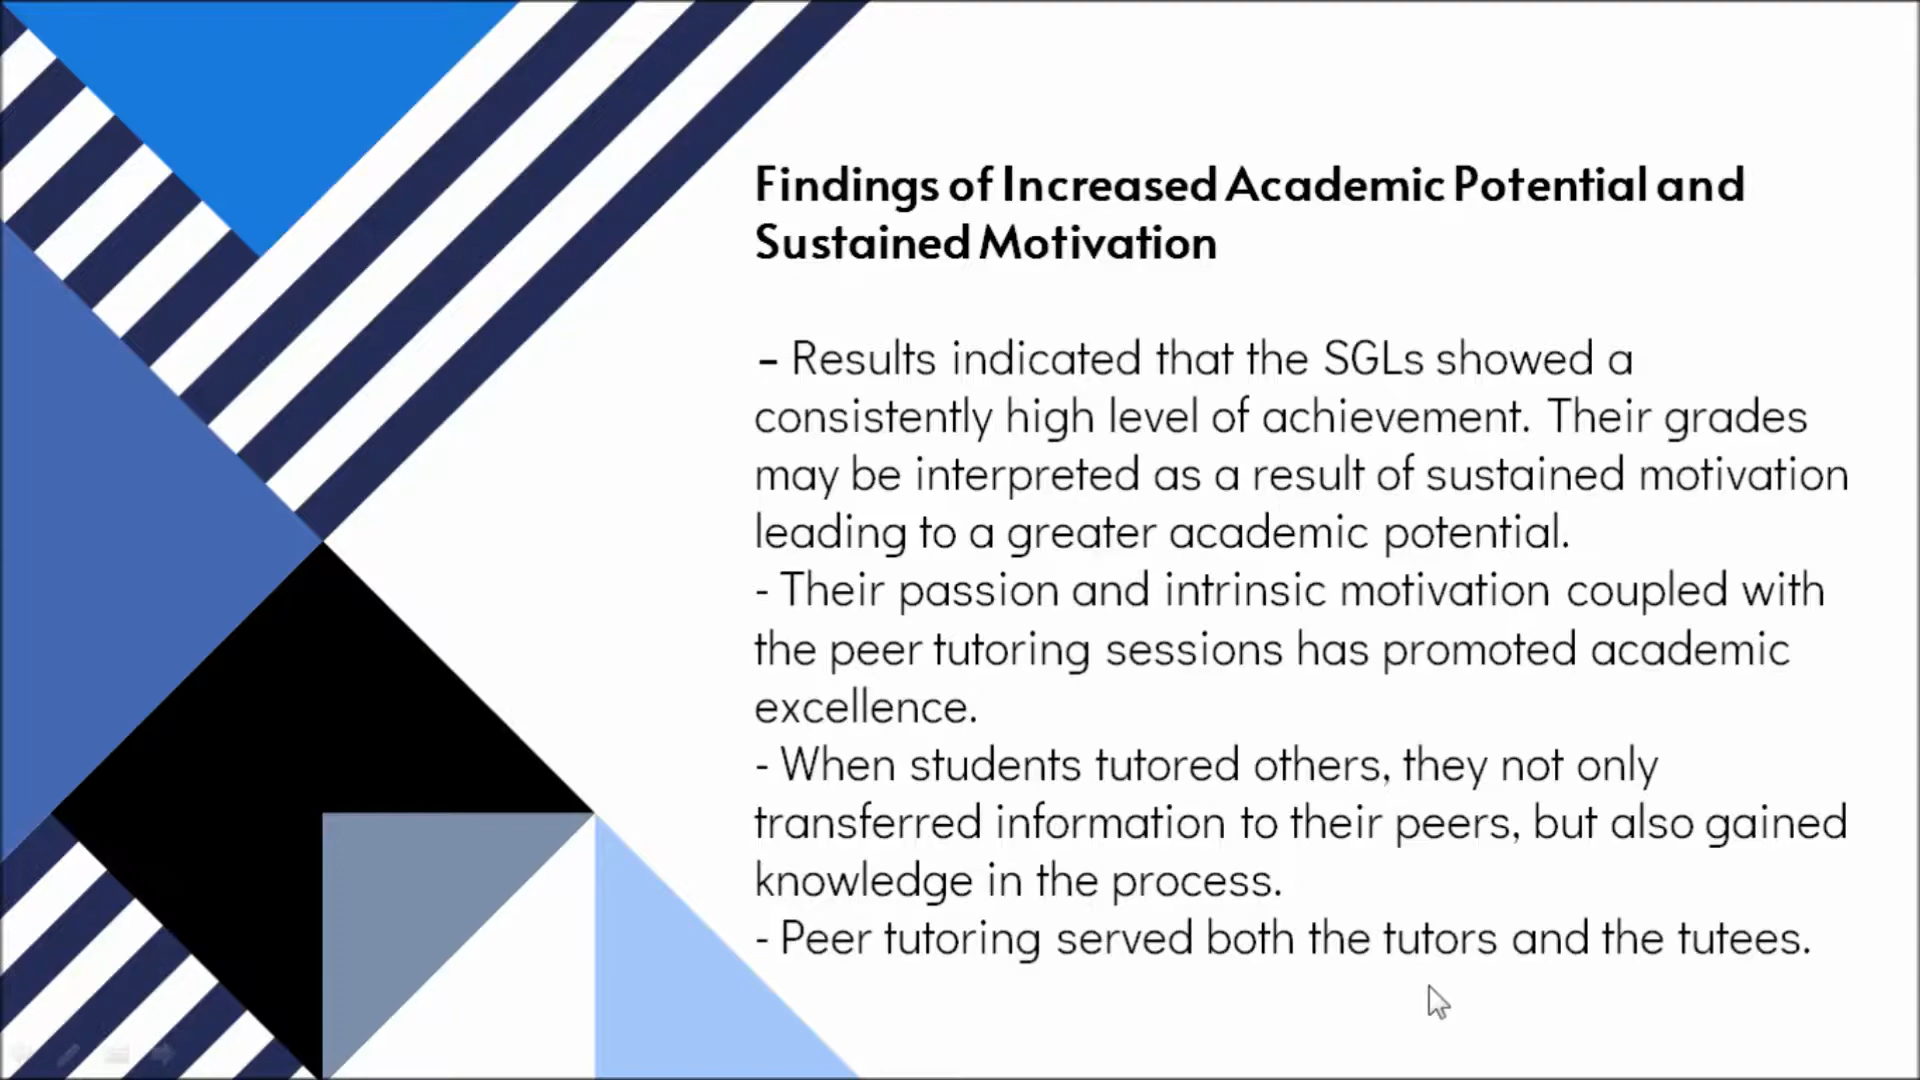 Findings of Increased Academic Potential and
Sustained Motivation
– Results indicated that the SGLs showed a
consistently high level of achievement. Their grades
may be interpreted as a result of sustained motivation
leading to a greater academic potential.
- Their passion and intrinsic motivation coupled with
the peer tutoring sessions has promoted academic
excellence.
- When students tutored others, they not only
transferred information to their peers, but also gained
knowledge in the process.
- Peer tutoring served both the tutors and the tutees.